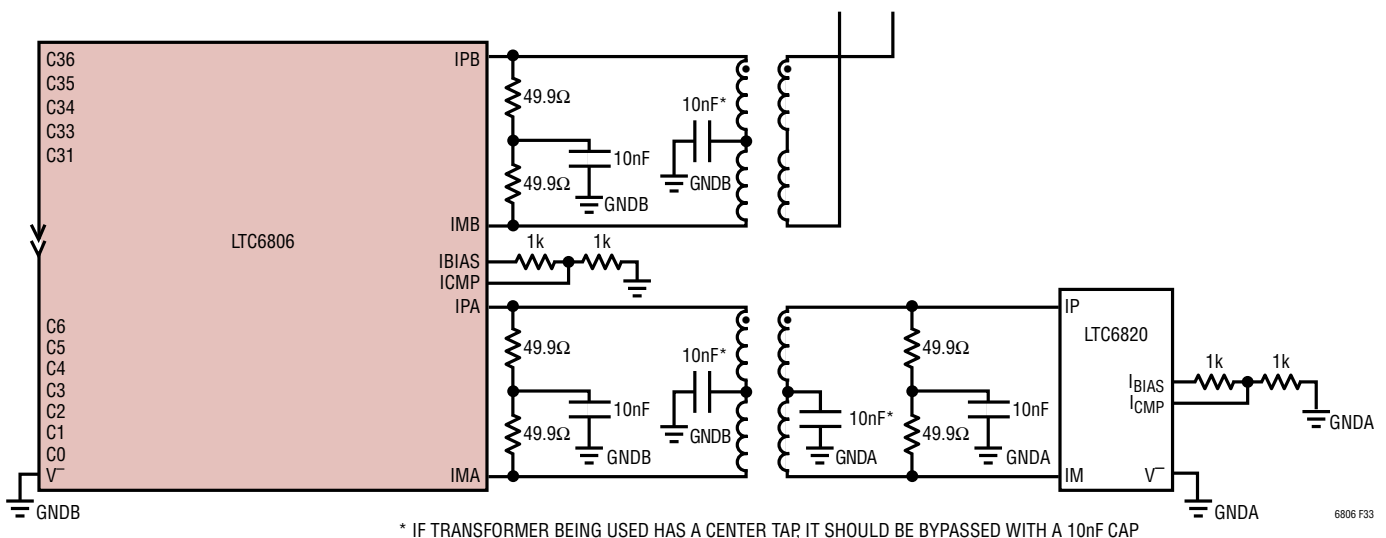 C36
C35
C34
C33
C31
LTC6806
C6
C5
C4
C3
C2
C1
C0
V⁻
GNDB
IPB
IMB
IBIAS
ICMP
IPA
IMA
49.9Ω
49.9Ω
10nF
GNDB
10nF*
GNDB
1k
1k
49.9Ω
49.9Ω
10nF
GNDB
10nF*
GNDB
10nF*
GNDA
49.9Ω
49.9Ω
10nF
GNDA
IP
LTC6820
IBIAS
ICMP
IM
V⁻
1k
1k
GNDA
GNDA
6806 F33
* IF TRANSFORMER BEING USED HAS A CENTER TAP, IT SHOULD BE BYPASSED WITH A 10nF CAP